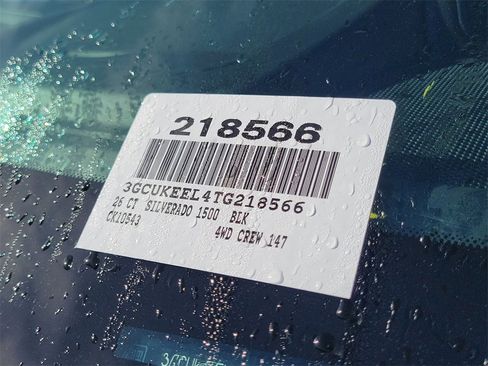 218566
3GCUKEEL4TG218566
26 CT SILVERADO 1500 BLK
CK10543 4WD CREW 147